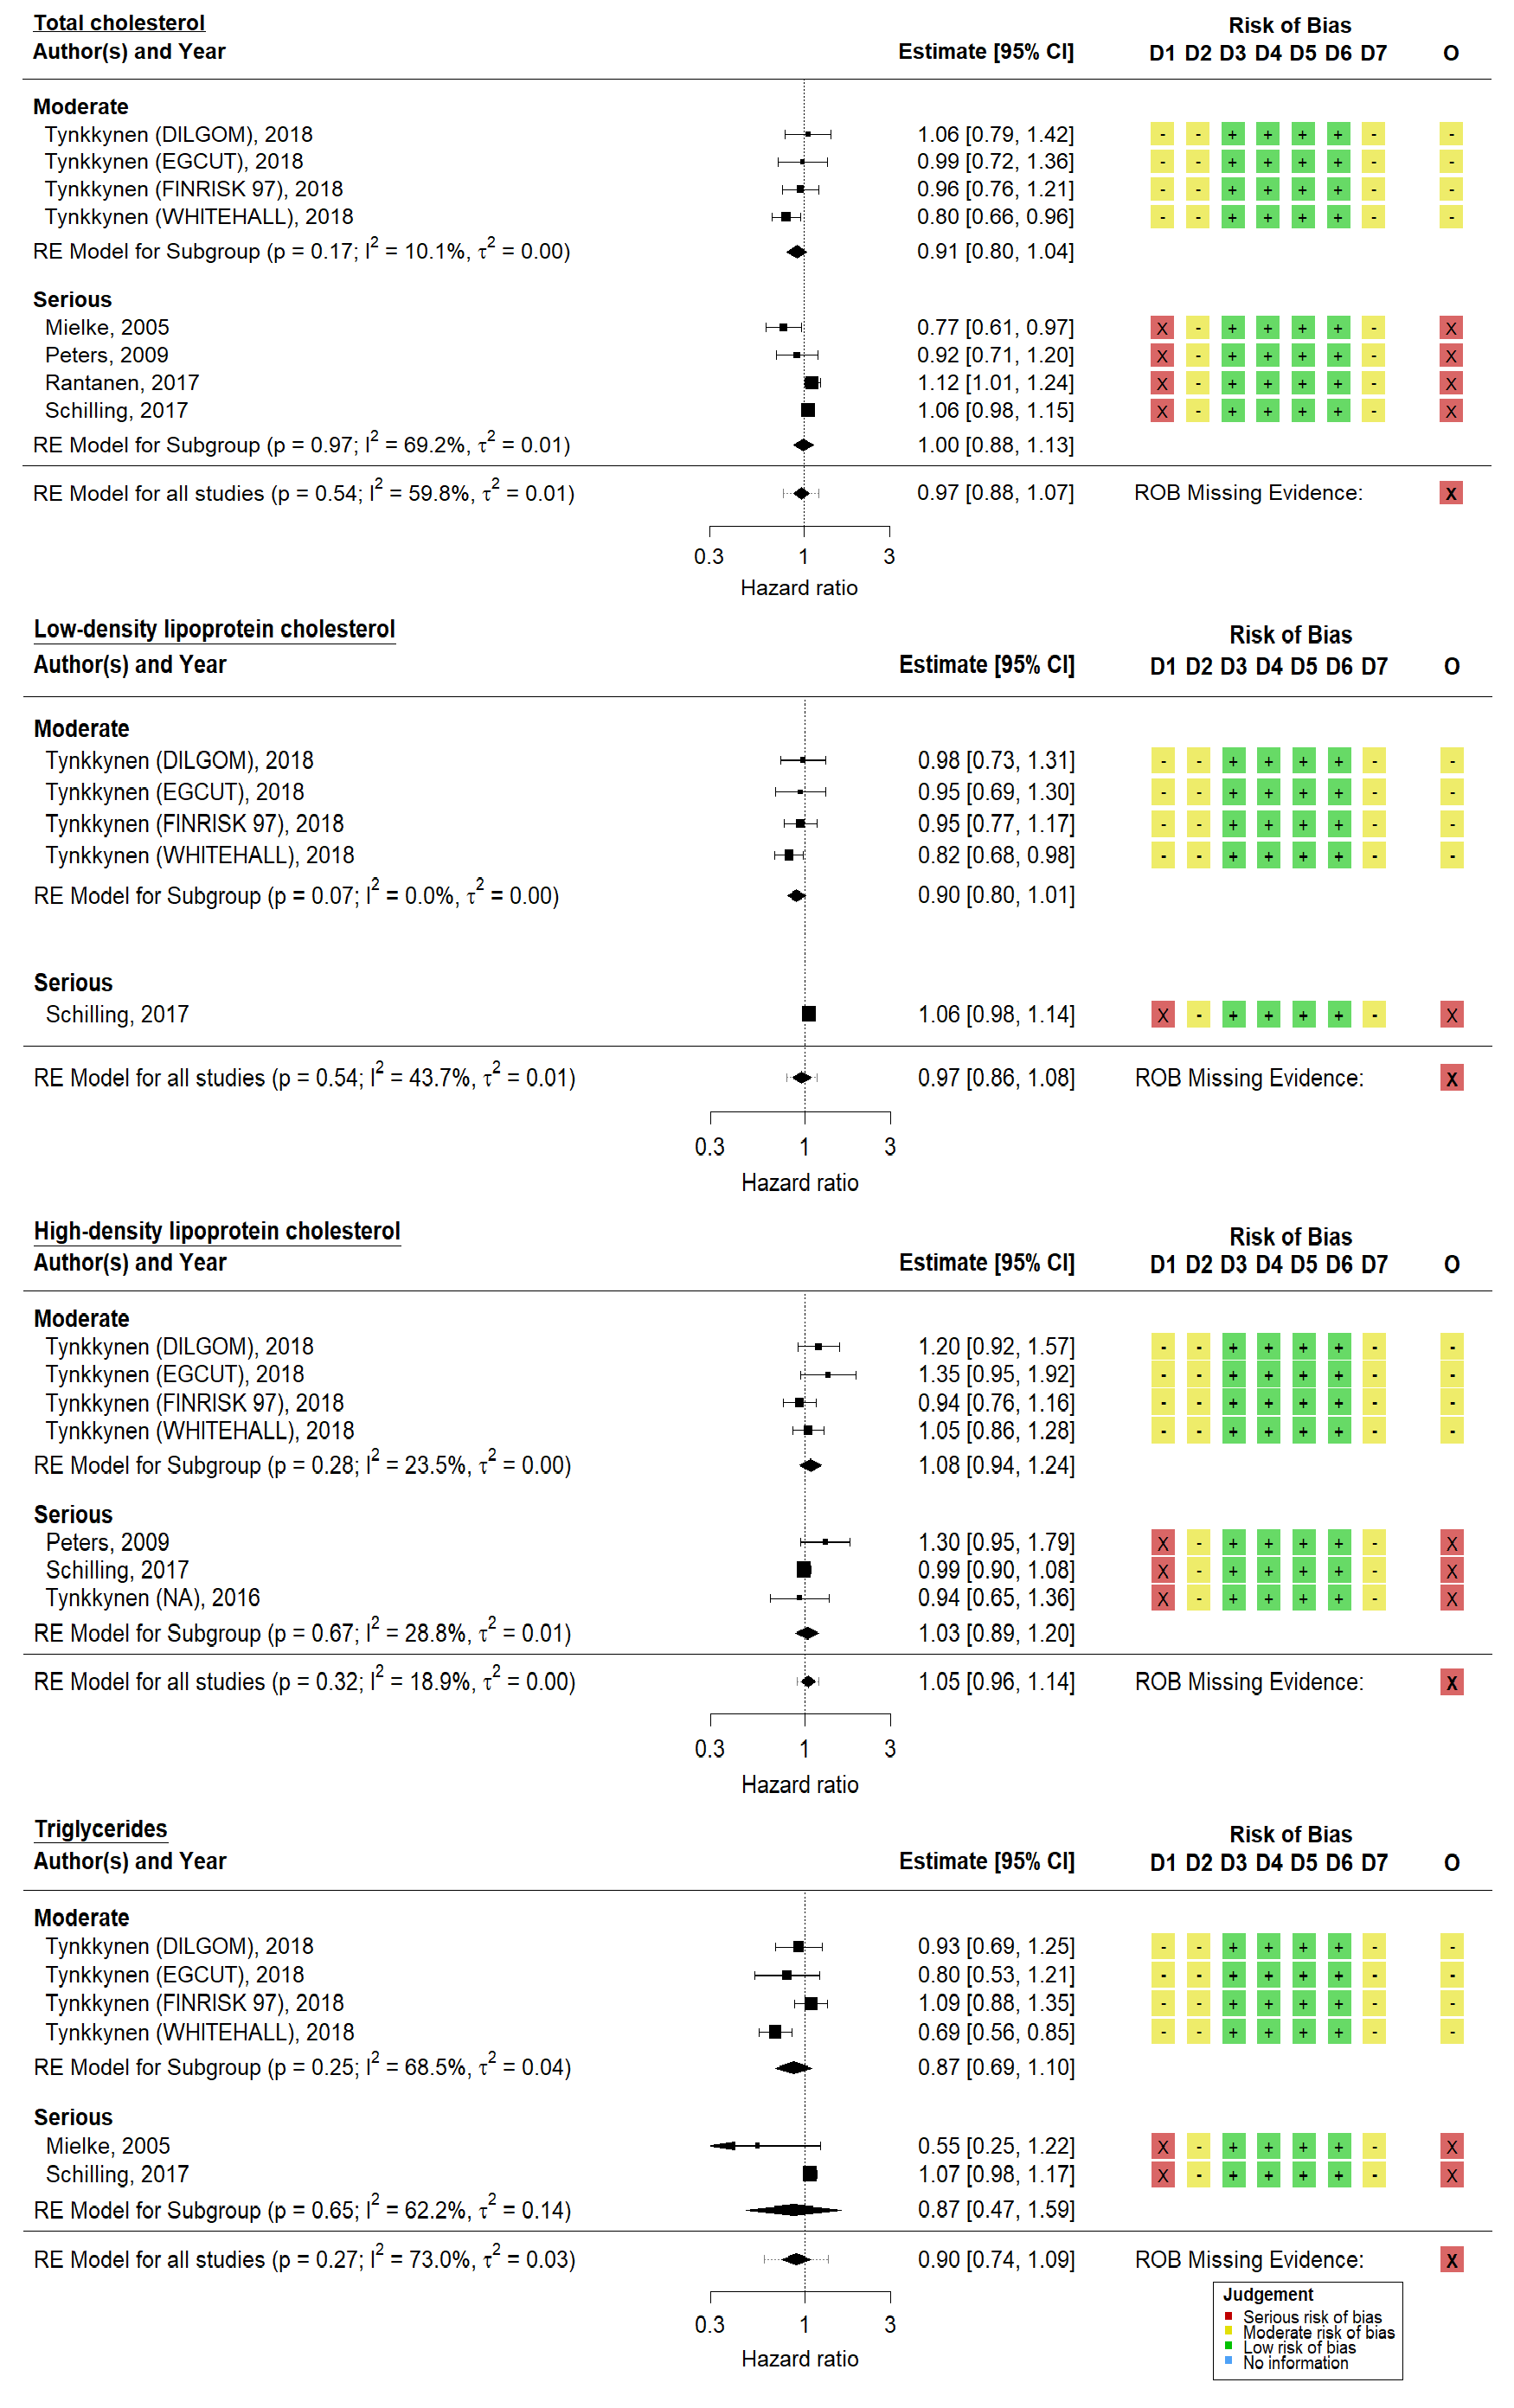 Total cholesterol
Risk of Bias
Author(s) and Year Estimate [95% CI] D1 D2 D3 D4 D5 D6 D7 O
Moderate
Tynkkynen (DILGOM), 2018 1.06 [0.79, 1.42] - - + + + + - -
Tynkkynen (EGCUT), 2018 0.99 [0.72, 1.36] - - + + + + - -
Tynkkynen (FINRISK 97), 2018 0.96 [0.76, 1.21] - - + + + + - -
Tynkkynen (WHITEHALL), 2018 0.80 [0.66, 0.96] - - + + + + - -
RE Model for Subgroup (p = 0.17; I² = 10.1%, τ² = 0.00) 0.91 [0.80, 1.04]
Serious
Mielke, 2005 0.77 [0.61, 0.97] X - + + + + - X
Peters, 2009 0.92 [0.71, 1.20] X - + + + + - X
Rantanen, 2017 1.12 [1.01, 1.24] X - + + + + - X
Schilling, 2017 1.06 [0.98, 1.15] X - + + + + - X
RE Model for Subgroup (p = 0.97; I² = 69.2%, τ² = 0.01) 1.00 [0.88, 1.13]
RE Model for all studies (p = 0.54; I² = 59.8%, τ² = 0.01) 0.97 [0.88, 1.07] ROB Missing Evidence: X
0.3 1 3
Hazard ratio
Low-density lipoprotein cholesterol
Risk of Bias
Author(s) and Year Estimate [95% CI] D1 D2 D3 D4 D5 D6 D7 O
Moderate
Tynkkynen (DILGOM), 2018 0.98 [0.73, 1.31] - - + + + + - -
Tynkkynen (EGCUT), 2018 0.95 [0.69, 1.30] - - + + + + - -
Tynkkynen (FINRISK 97), 2018 0.95 [0.77, 1.17] - - + + + + - -
Tynkkynen (WHITEHALL), 2018 0.82 [0.68, 0.98] - - + + + + - -
RE Model for Subgroup (p = 0.07; I² = 0.0%, τ² = 0.00) 0.90 [0.80, 1.01]
Serious
Schilling, 2017 1.06 [0.98, 1.14] X - + + + + - X
RE Model for all studies (p = 0.54; I² = 43.7%, τ² = 0.01) 0.97 [0.86, 1.08] ROB Missing Evidence: X
0.3 1 3
Hazard ratio
High-density lipoprotein cholesterol
Risk of Bias
Author(s) and Year Estimate [95% CI] D1 D2 D3 D4 D5 D6 D7 O
Moderate
Tynkkynen (DILGOM), 2018 1.20 [0.92, 1.57] - - + + + + - -
Tynkkynen (EGCUT), 2018 1.35 [0.95, 1.92] - - + + + + - -
Tynkkynen (FINRISK 97), 2018 0.94 [0.76, 1.16] - - + + + + - -
Tynkkynen (WHITEHALL), 2018 1.05 [0.86, 1.28] - - + + + + - -
RE Model for Subgroup (p = 0.28; I² = 23.5%, τ² = 0.00) 1.08 [0.94, 1.24]
Serious
Peters, 2009 1.30 [0.95, 1.79] X - + + + + - X
Schilling, 2017 0.99 [0.90, 1.08] X - + + + + - X
Tynkkynen (NA), 2016 0.94 [0.65, 1.36] X - + + + + - X
RE Model for Subgroup (p = 0.67; I² = 28.8%, τ² = 0.01) 1.03 [0.89, 1.20]
RE Model for all studies (p = 0.32; I² = 18.9%, τ² = 0.00) 1.05 [0.96, 1.14] ROB Missing Evidence: X
0.3 1 3
Hazard ratio
Triglycerides
Risk of Bias
Author(s) and Year Estimate [95% CI] D1 D2 D3 D4 D5 D6 D7 O
Moderate
Tynkkynen (DILGOM), 2018 0.93 [0.69, 1.25] - - + + + + - -
Tynkkynen (EGCUT), 2018 0.80 [0.53, 1.21] - - + + + + - -
Tynkkynen (FINRISK 97), 2018 1.09 [0.88, 1.35] - - + + + + - -
Tynkkynen (WHITEHALL), 2018 0.69 [0.56, 0.85] - - + + + + - -
RE Model for Subgroup (p = 0.25; I² = 68.5%, τ² = 0.04) 0.87 [0.69, 1.10]
Serious
Mielke, 2005 0.55 [0.25, 1.22] X - + + + + - X
Schilling, 2017 1.07 [0.98, 1.17] X - + + + + - X
RE Model for Subgroup (p = 0.65; I² = 62.2%, τ² = 0.14) 0.87 [0.47, 1.59]
RE Model for all studies (p = 0.27; I² = 73.0%, τ² = 0.03) 0.90 [0.74, 1.09] ROB Missing Evidence: X
0.3 1 3
Hazard ratio
Judgement
Serious risk of bias
Moderate risk of bias
Low risk of bias
No information